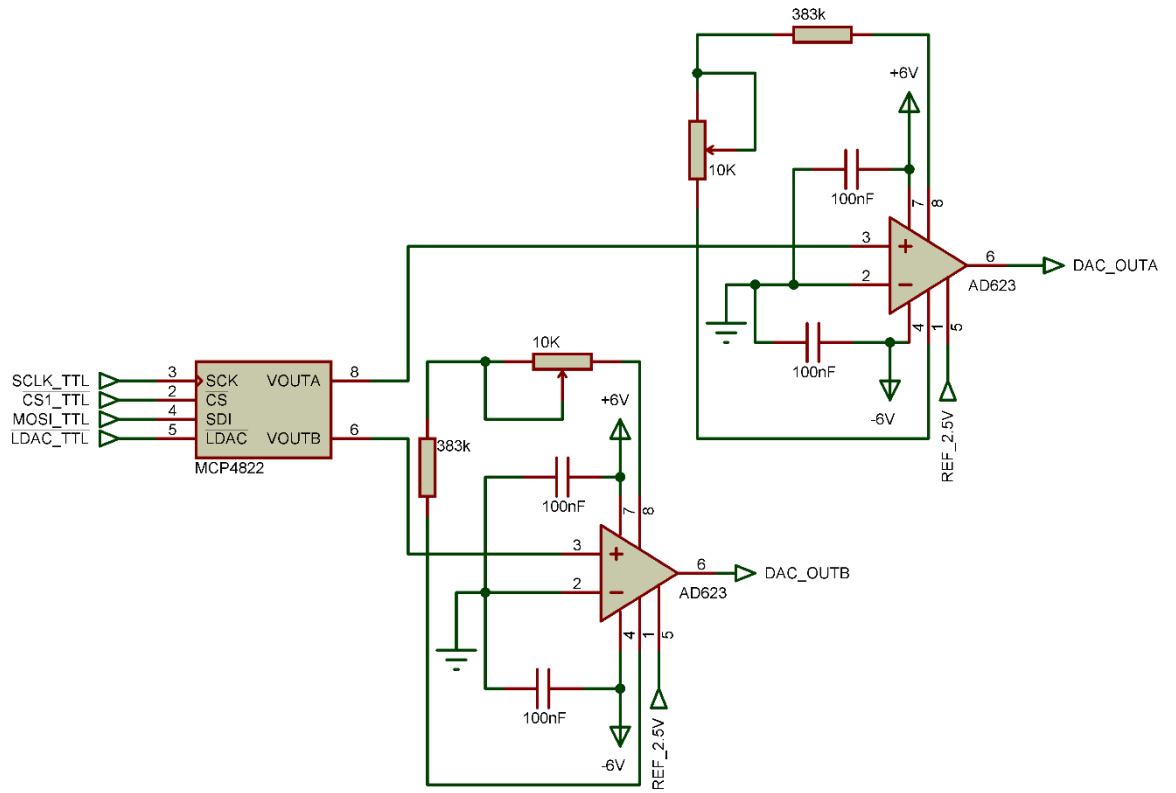 383k
+6V
10K
100nF
7
8
3
+
6
DAC_OUTA
2
−
AD623
100nF
4
1
5
-6V
REF_2.5V
SCLK_TTL
3
SCK
VOUTA
8
CS1_TTL
2
CS
MOSI_TTL
4
SDI
LDAC_TTL
5
LDAC
VOUTB
6
MCP4822
10K
+6V
383k
100nF
7
8
3
+
6
DAC_OUTB
2
−
AD623
4
1
5
100nF
-6V
REF_2.5V